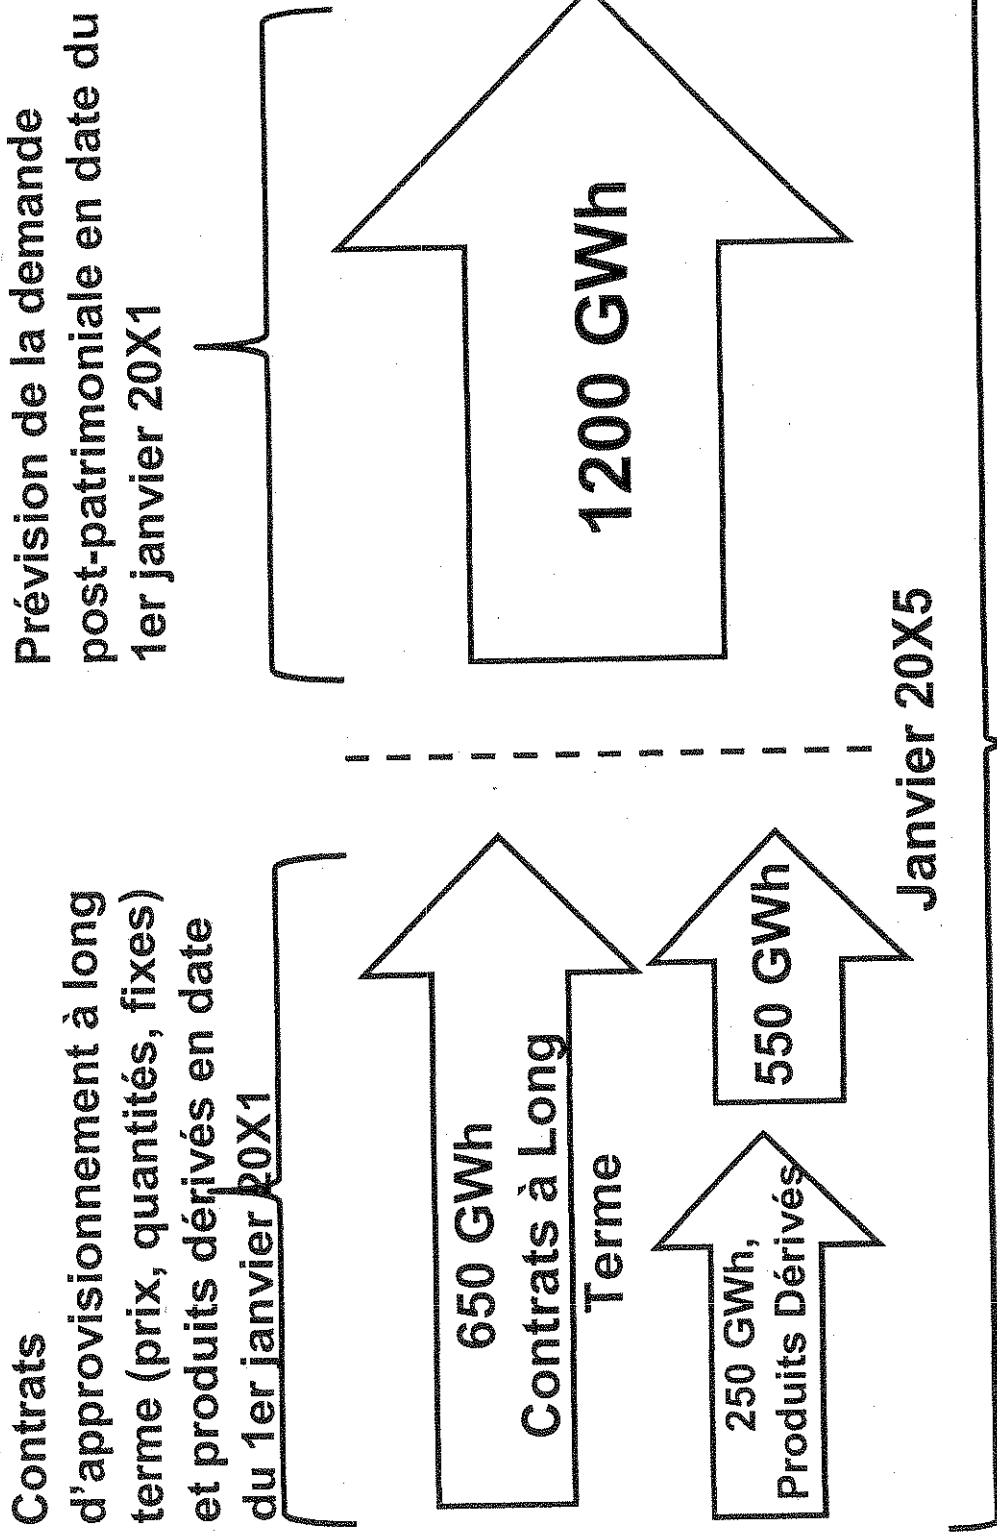 Contrats
d'approvisionnement à long
terme (prix, quantités, fixes)
et produits dérivés en date
du 1er janvier 20X1
Prévision de la demande
post-patrimoniale en date du
1er janvier 20X1
650 GWh
Contrats à Long
Terme
250 GWh,
Produits Dérivés
550 GWh
1200 GWh
Janvier 20X5